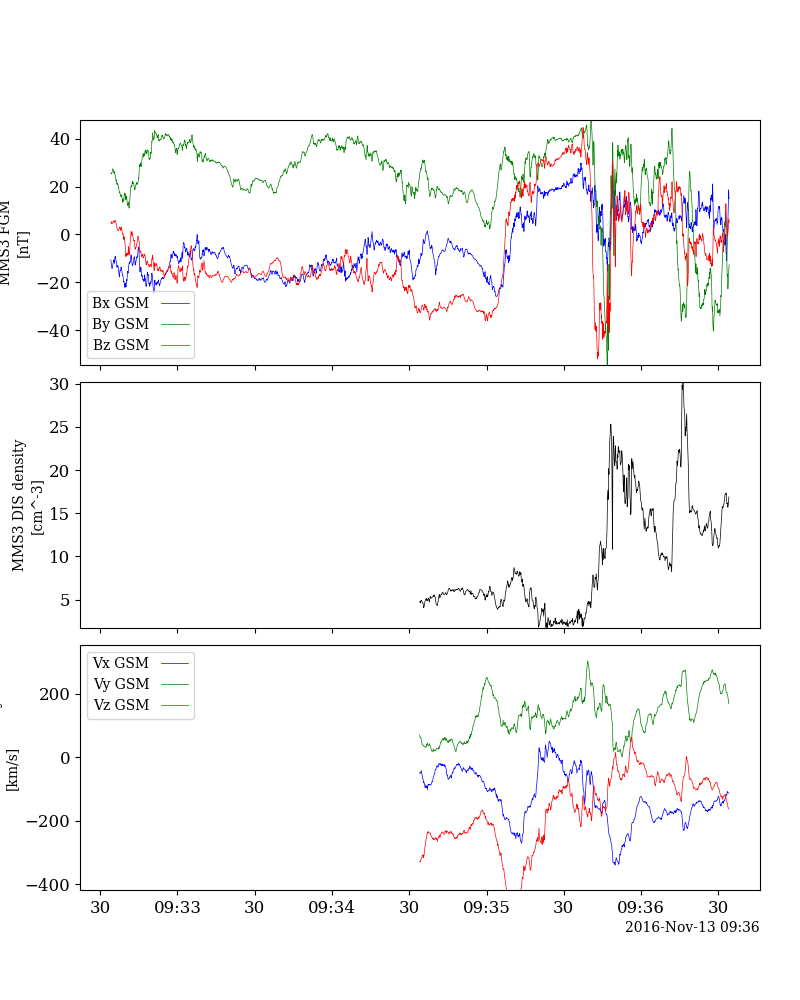 40
20
0
−20
−40
MMS3 FGM
[nT]
Bx GSM
By GSM
Bz GSM
30
25
20
15
10
5
MMS3 DIS density
[cm^-3]
200
0
−200
−400
[km/s]
Vx GSM
Vy GSM
Vz GSM
30 09:33 30 09:34 30 09:35 30 09:36 30
2016-Nov-13 09:36